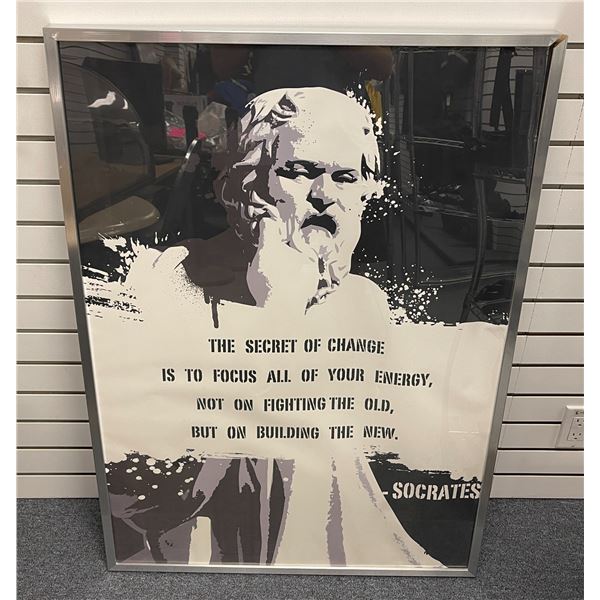 THE SECRET OF CHANGE
IS TO FOCUS ALL OF YOUR ENERGY,
NOT ON FIGHTING THE OLD,
BUT ON BUILDING THE NEW.
- SOCRATES